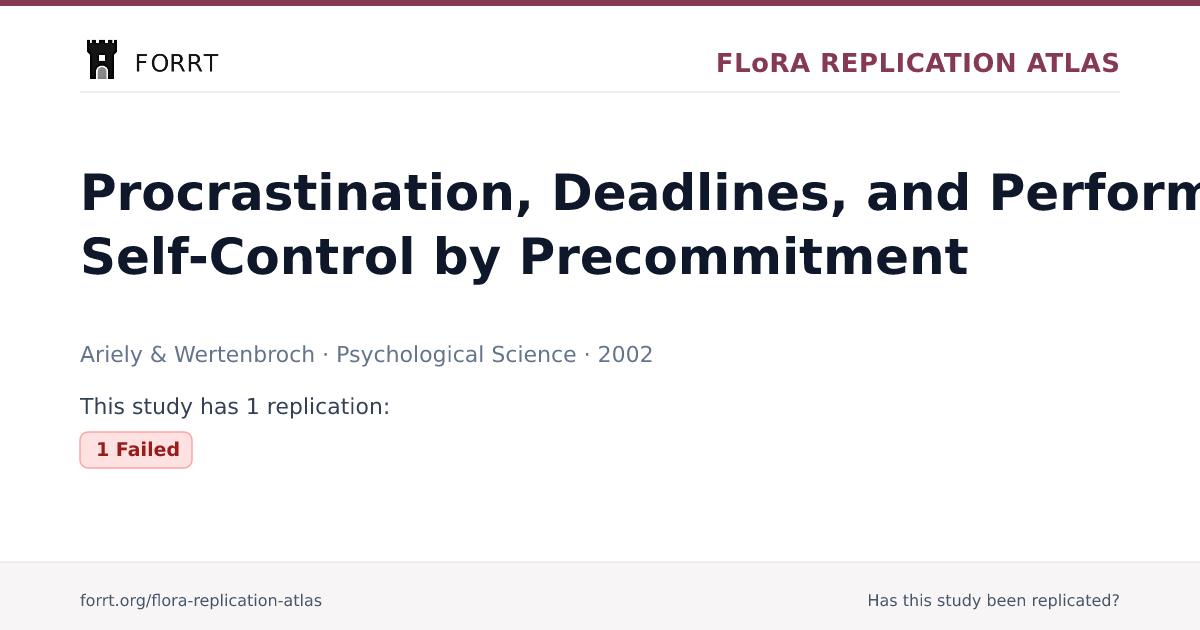 FORRT
FLoRA REPLICATION ATLAS
Procrastination, Deadlines, and Perform
Self-Control by Precommitment
Ariely & Wertenbroch · Psychological Science · 2002
This study has 1 replication:
1 Failed
forrt.org/flora-replication-atlas
Has this study been replicated?